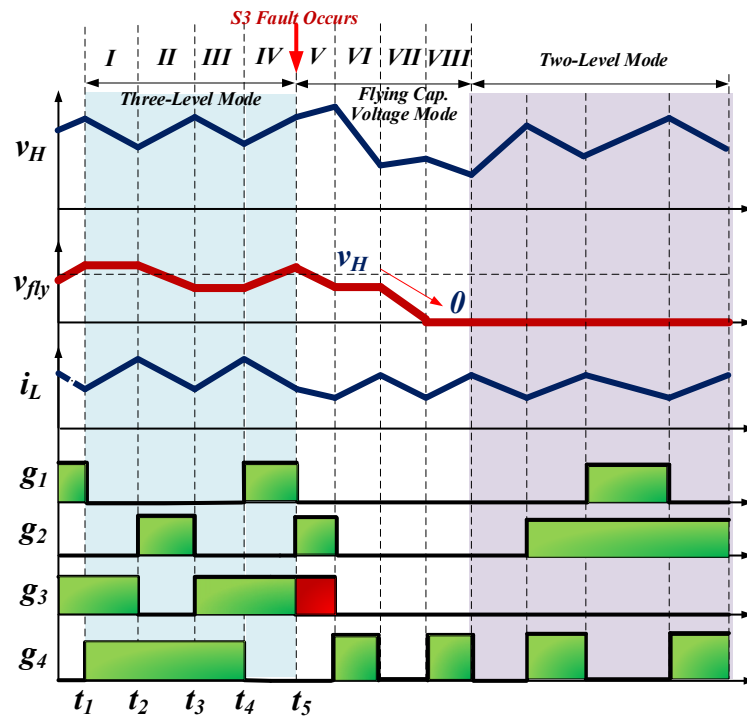 S3 Fault Occurs
I II III IV V VI VII VIII
Three-Level Mode
Flying Cap.
Voltage Mode
Two-Level Mode
vH
vfly
vH
0
iL
g1
g2
g3
g4
t1 t2 t3 t4 t5